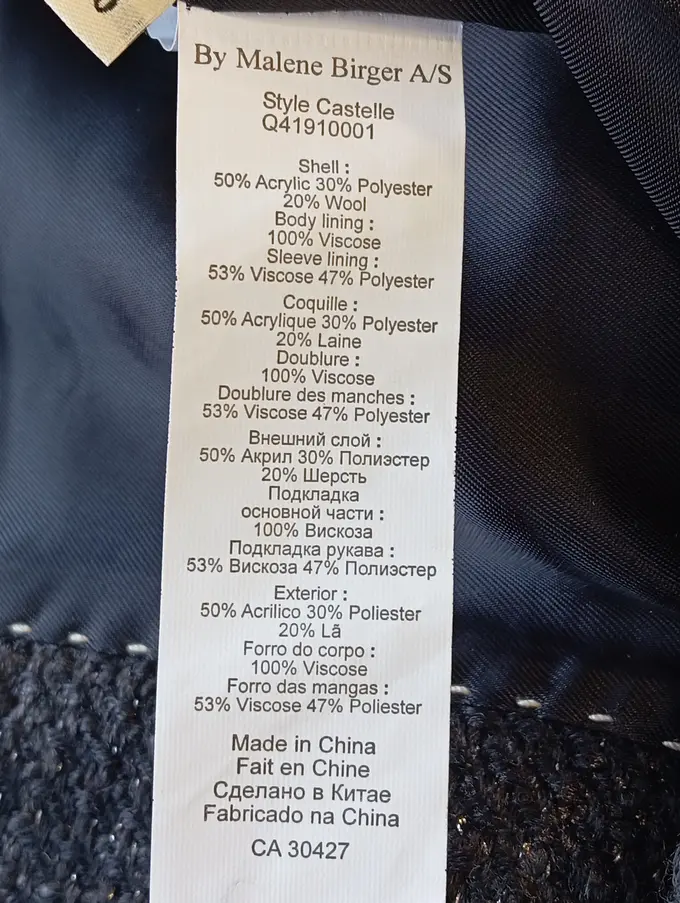 By Malene Birger A/S
Style Castelle
Q41910001
Shell :
50% Acrylic 30% Polyester
20% Wool
Body lining :
100% Viscose
Sleeve lining :
53% Viscose 47% Polyester
Coquille :
50% Acrylique 30% Polyester
20% Laine
Doublure :
100% Viscose
Doublure des manches :
53% Viscose 47% Polyester
Внешний слой :
50% Акрил 30% Полиэстер
20% Шерсть
Подкладка
основной части :
100% Вискоза
Подкладка рукава :
53% Вискоза 47% Полиэстер
Exterior :
50% Acrilico 30% Poliester
20% Lã
Forro do corpo :
100% Viscose
Forro das mangas :
53% Viscose 47% Poliester
Made in China
Fait en Chine
Сделано в Китае
Fabricado na China
CA 30427